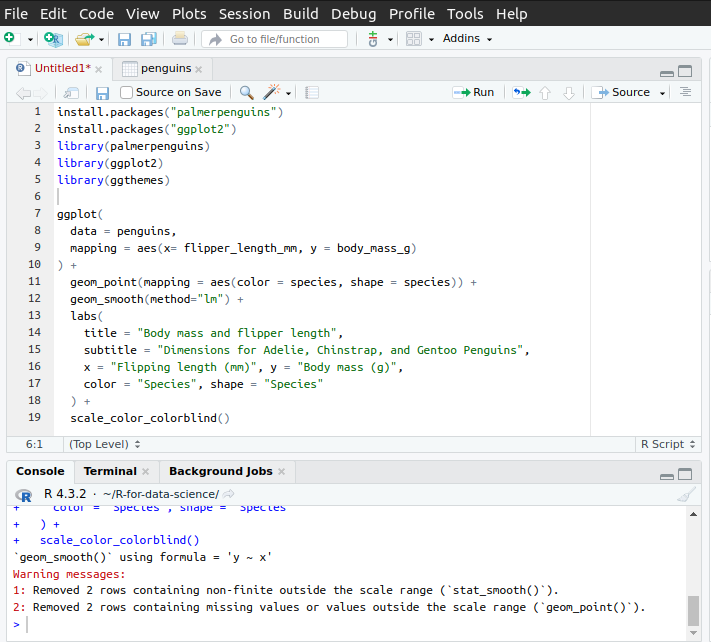 File Edit Code View Plots Session Build Debug Profile Tools Help
Go to file/function Addins
Untitled1* penguins
Source on Save Run Source
1 install.packages("palmerpenguins")
2 install.packages("ggplot2")
3 library(palmerpenguins)
4 library(ggplot2)
5 library(ggthemes)
6
7 ggplot(
8 data = penguins,
9 mapping = aes(x= flipper_length_mm, y = body_mass_g)
10 ) +
11 geom_point(mapping = aes(color = species, shape = species)) +
12 geom_smooth(method="lm") +
13 labs(
14 title = "Body mass and flipper length",
15 subtitle = "Dimensions for Adelie, Chinstrap, and Gentoo Penguins",
16 x = "Flipping length (mm)", y = "Body mass (g)",
17 color = "Species", shape = "Species"
18 ) +
19 scale_color_colorblind()
6:1 (Top Level) R Script
Console Terminal Background Jobs
R R 4.3.2 · ~/R-for-data-science/
+ color = "Species", shape = "Species"
+ ) +
+ scale_color_colorblind()
`geom_smooth()` using formula = 'y ~ x'
Warning messages:
1: Removed 2 rows containing non-finite outside the scale range (`stat_smooth()`).
2: Removed 2 rows containing missing values or values outside the scale range (`geom_point()`).
>